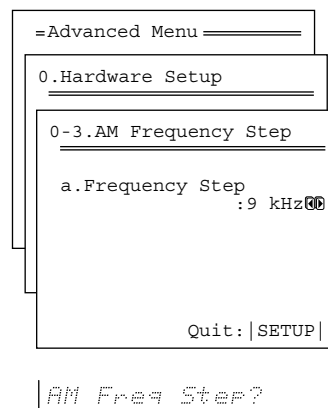 =Advanced Menu
0.Hardware Setup
0-3.AM Frequency Step
a.Frequency Step
:9 kHz
Quit:|SETUP|
AM Freq Step?